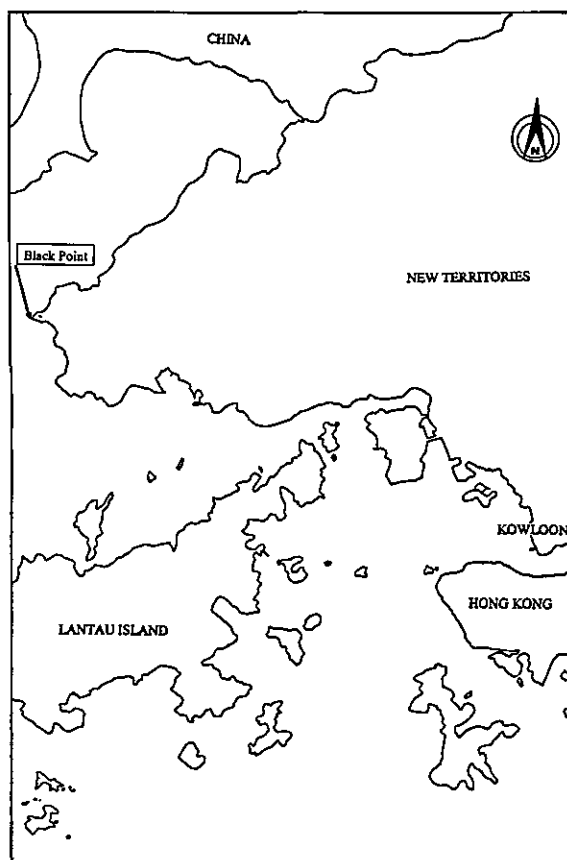 CHINA
N
Black Point
NEW TERRITORIES
KOWLOON
HONG KONG
LANTAU ISLAND